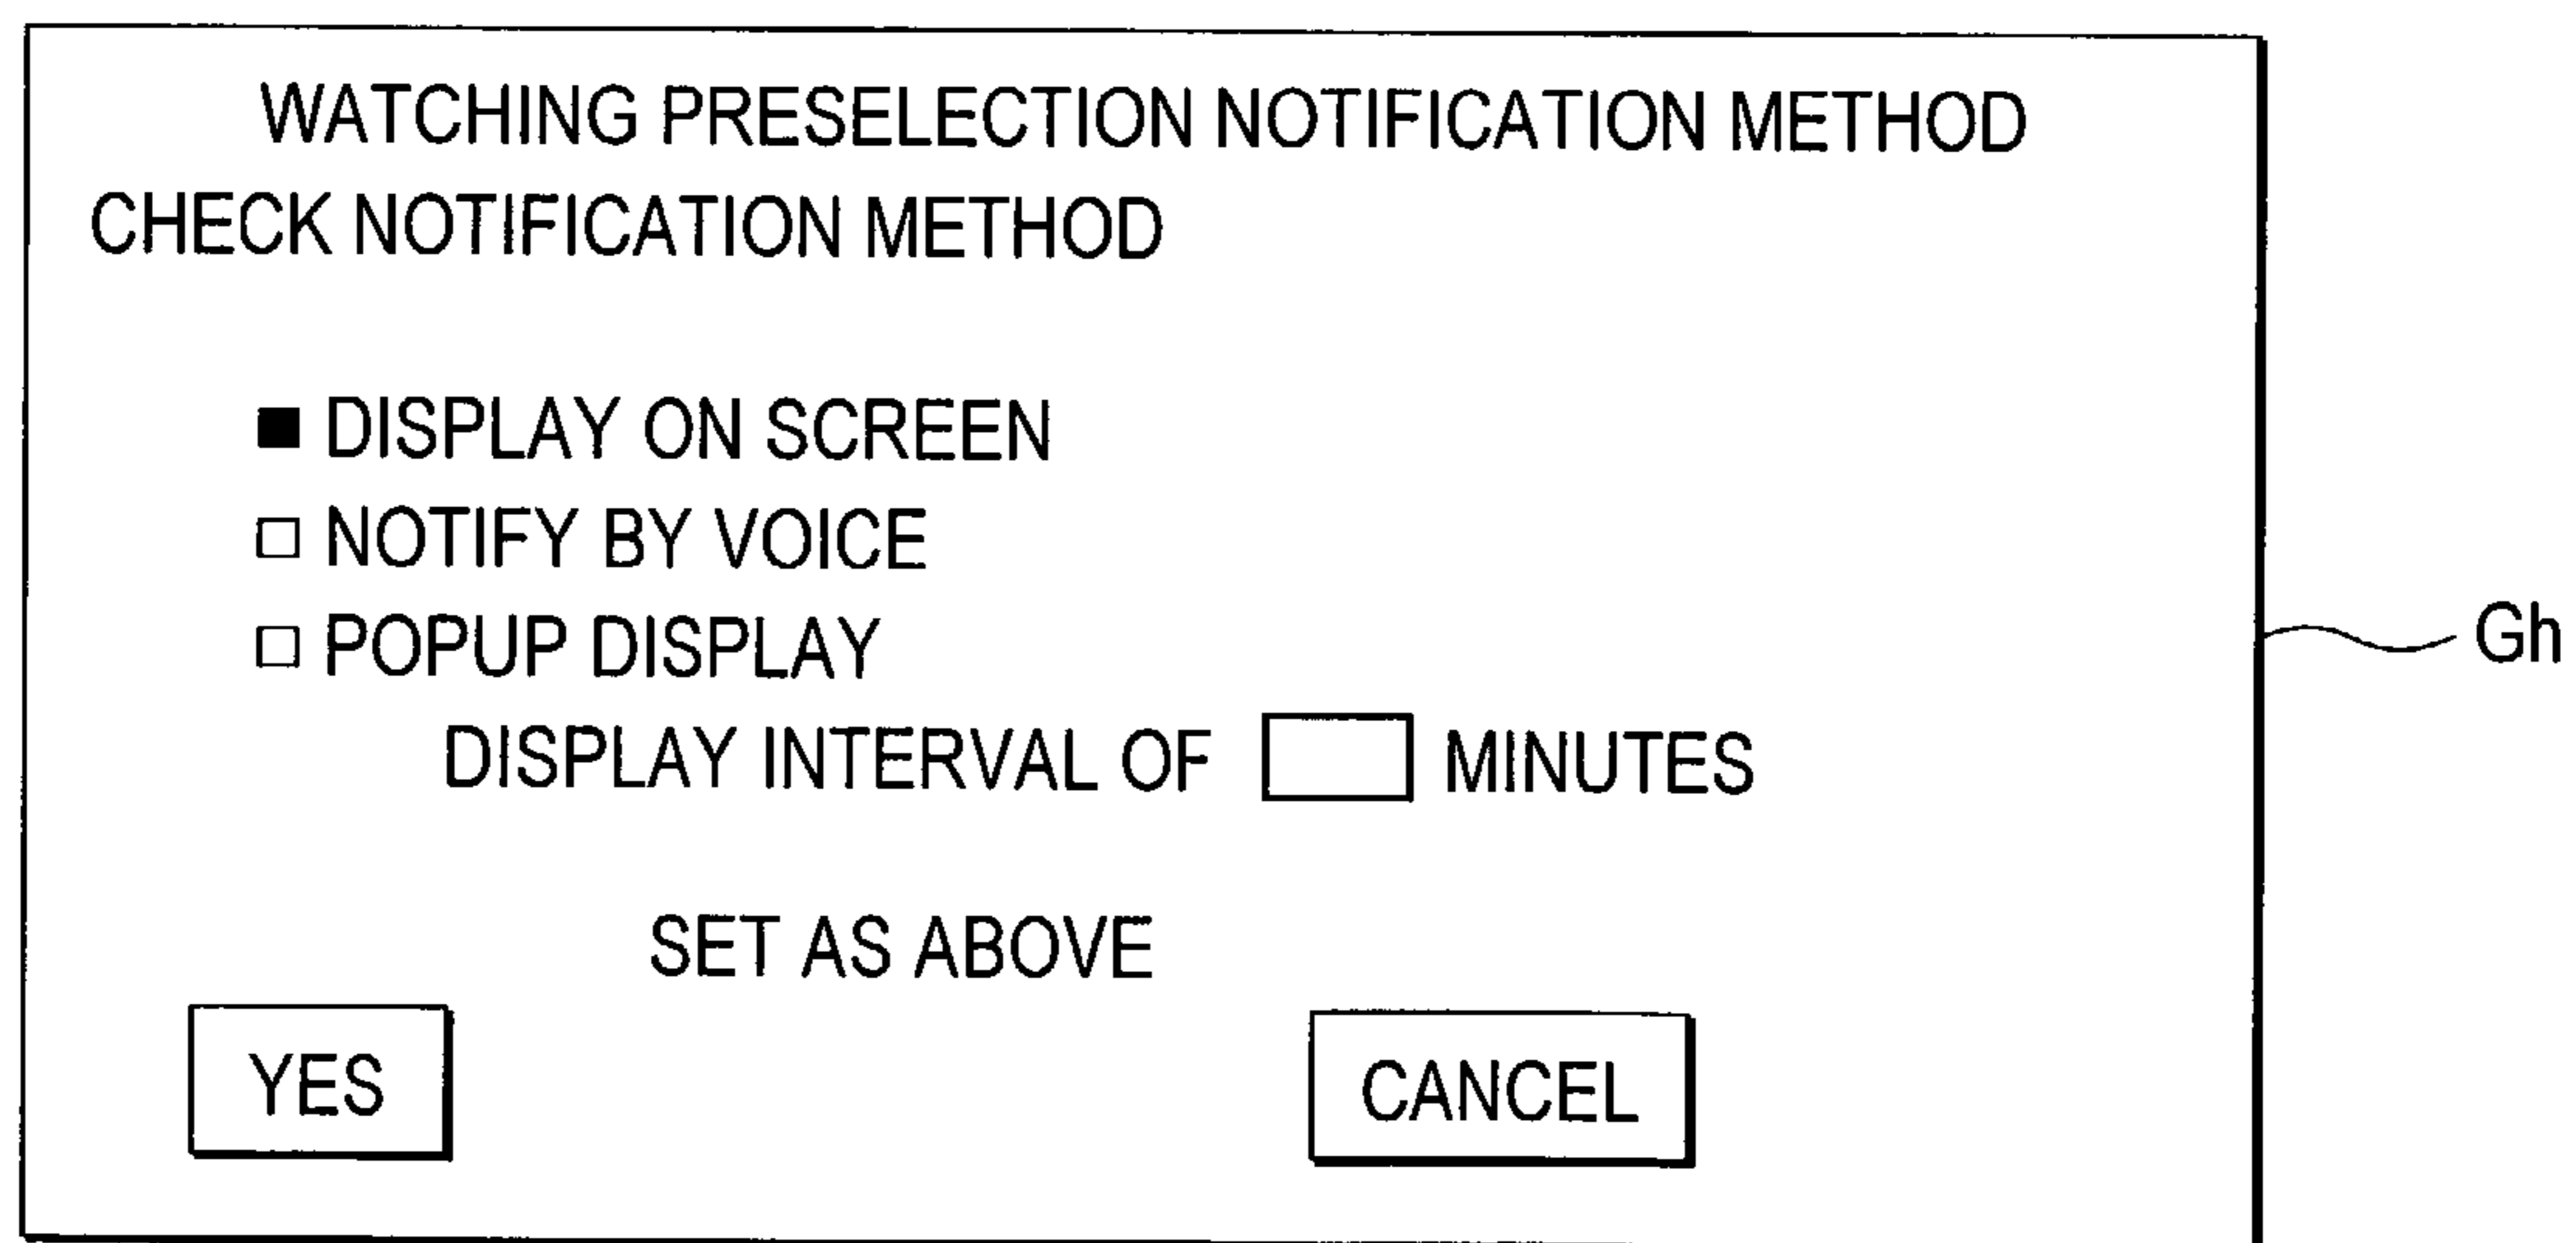 WATCHING PRESELECTION NOTIFICATION METHOD
CHECK NOTIFICATION METHOD
■ DISPLAY ON SCREEN
□ NOTIFY BY VOICE
□ POPUP DISPLAY
Gh
DISPLAY INTERVAL OF MINUTES
SET AS ABOVE
YES CANCEL